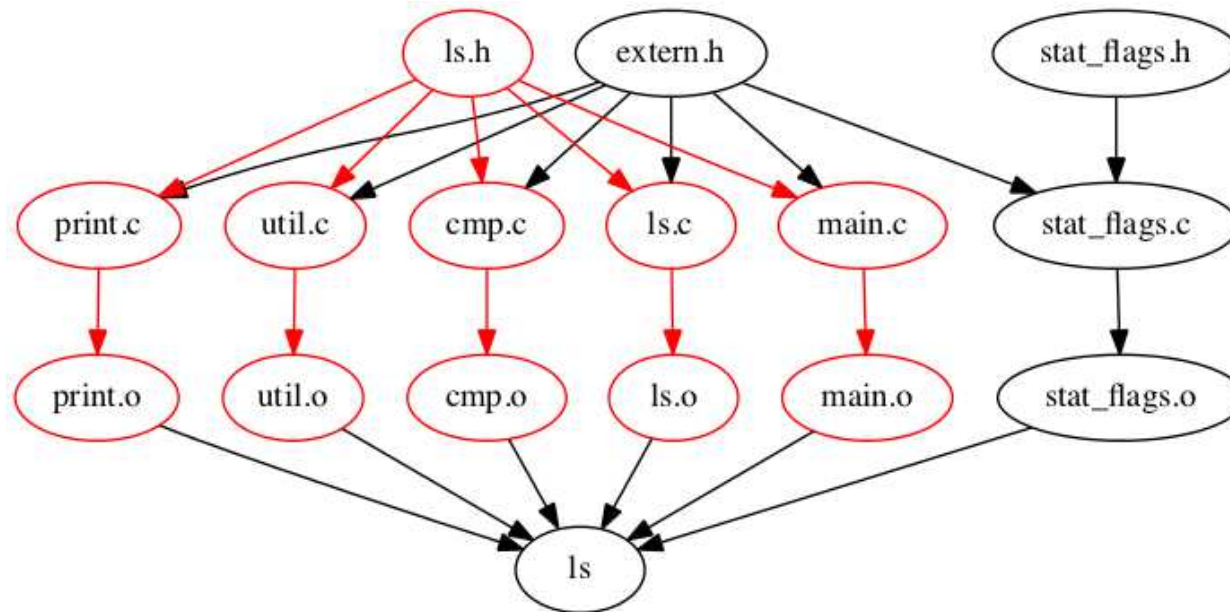 ls.h
extern.h
stat_flags.h
print.c
util.c
cmp.c
ls.c
main.c
stat_flags.c
print.o
util.o
cmp.o
ls.o
main.o
stat_flags.o
ls